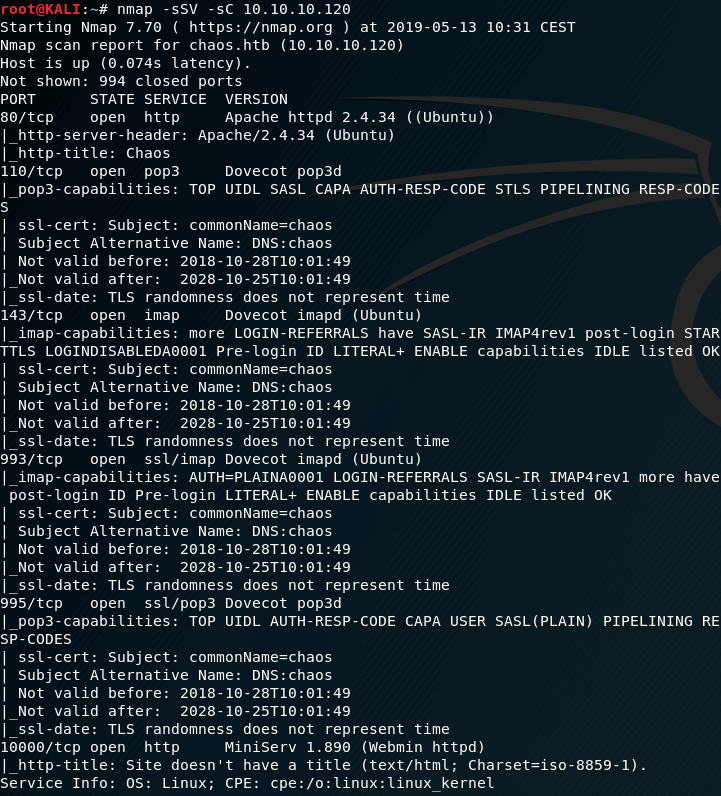 root@KALI:~# nmap -sSV -sC 10.10.10.120
Starting Nmap 7.70 ( https://nmap.org ) at 2019-05-13 10:31 CEST
Nmap scan report for chaos.htb (10.10.10.120)
Host is up (0.074s latency).
Not shown: 994 closed ports
PORT      STATE SERVICE  VERSION
80/tcp    open  http     Apache httpd 2.4.34 ((Ubuntu))
|_http-server-header: Apache/2.4.34 (Ubuntu)
|_http-title: Chaos
110/tcp   open  pop3     Dovecot pop3d
|_pop3-capabilities: TOP UIDL SASL CAPA AUTH-RESP-CODE STLS PIPELINING RESP-CODE
S
| ssl-cert: Subject: commonName=chaos
| Subject Alternative Name: DNS:chaos
| Not valid before: 2018-10-28T10:01:49
|_Not valid after:  2028-10-25T10:01:49
|_ssl-date: TLS randomness does not represent time
143/tcp   open  imap     Dovecot imapd (Ubuntu)
|_imap-capabilities: more LOGIN-REFERRALS have SASL-IR IMAP4rev1 post-login STAR
TTLS LOGINDISABLEDA0001 Pre-login ID LITERAL+ ENABLE capabilities IDLE listed OK
| ssl-cert: Subject: commonName=chaos
| Subject Alternative Name: DNS:chaos
| Not valid before: 2018-10-28T10:01:49
|_Not valid after:  2028-10-25T10:01:49
|_ssl-date: TLS randomness does not represent time
993/tcp   open  ssl/imap Dovecot imapd (Ubuntu)
|_imap-capabilities: AUTH=PLAINA0001 LOGIN-REFERRALS SASL-IR IMAP4rev1 more have
 post-login ID Pre-login LITERAL+ ENABLE capabilities IDLE listed OK
| ssl-cert: Subject: commonName=chaos
| Subject Alternative Name: DNS:chaos
| Not valid before: 2018-10-28T10:01:49
|_Not valid after:  2028-10-25T10:01:49
|_ssl-date: TLS randomness does not represent time
995/tcp   open  ssl/pop3 Dovecot pop3d
|_pop3-capabilities: TOP UIDL AUTH-RESP-CODE CAPA USER SASL(PLAIN) PIPELINING RE
SP-CODES
| ssl-cert: Subject: commonName=chaos
| Subject Alternative Name: DNS:chaos
| Not valid before: 2018-10-28T10:01:49
|_Not valid after:  2028-10-25T10:01:49
|_ssl-date: TLS randomness does not represent time
10000/tcp open  http     MiniServ 1.890 (Webmin httpd)
|_http-title: Site doesn't have a title (text/html; Charset=iso-8859-1).
Service Info: OS: Linux; CPE: cpe:/o:linux:linux_kernel